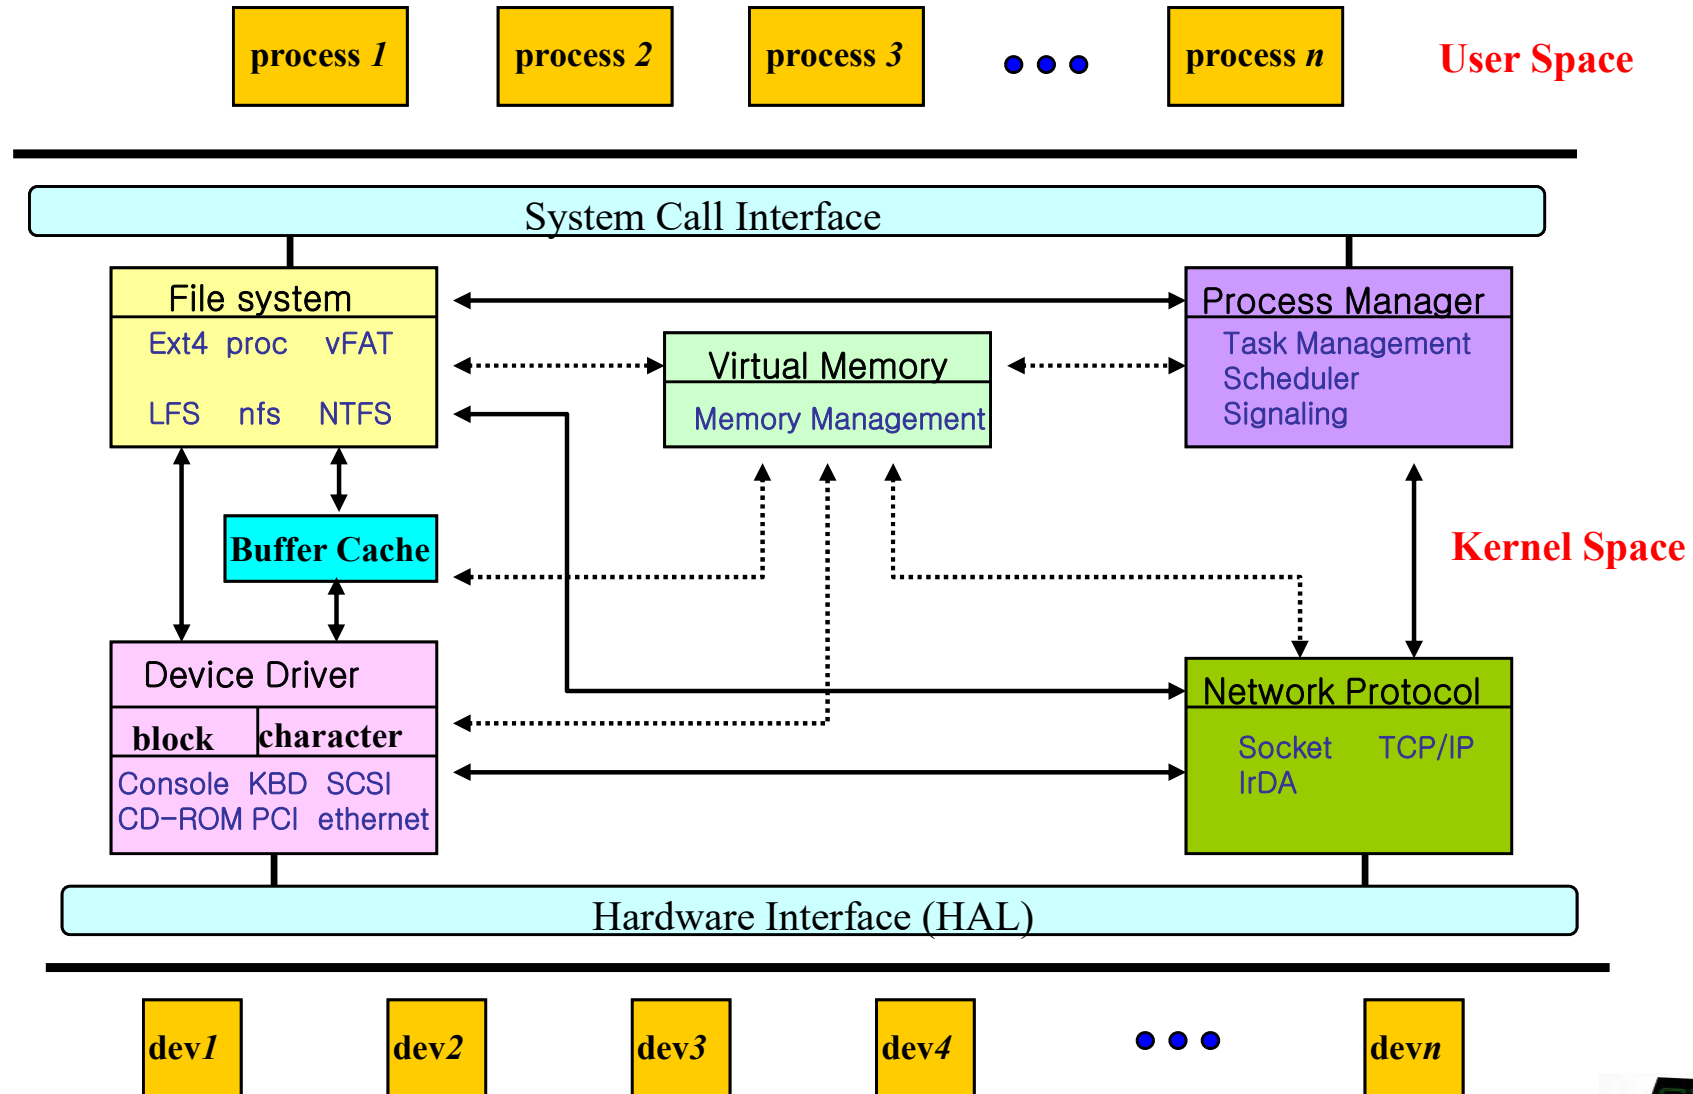 process 1 process 2 process 3 process n User Space
System Call Interface
File system
Ext4 proc vFAT
LFS nfs NTFS
Virtual Memory
Memory Management
Process Manager
Task Management
Scheduler
Signaling
Buffer Cache
Kernel Space
Device Driver
block character
Console KBD SCSI
CD-ROM PCI ethernet
Network Protocol
Socket TCP/IP
IrDA
Hardware Interface (HAL)
dev1 dev2 dev3 dev4 devn